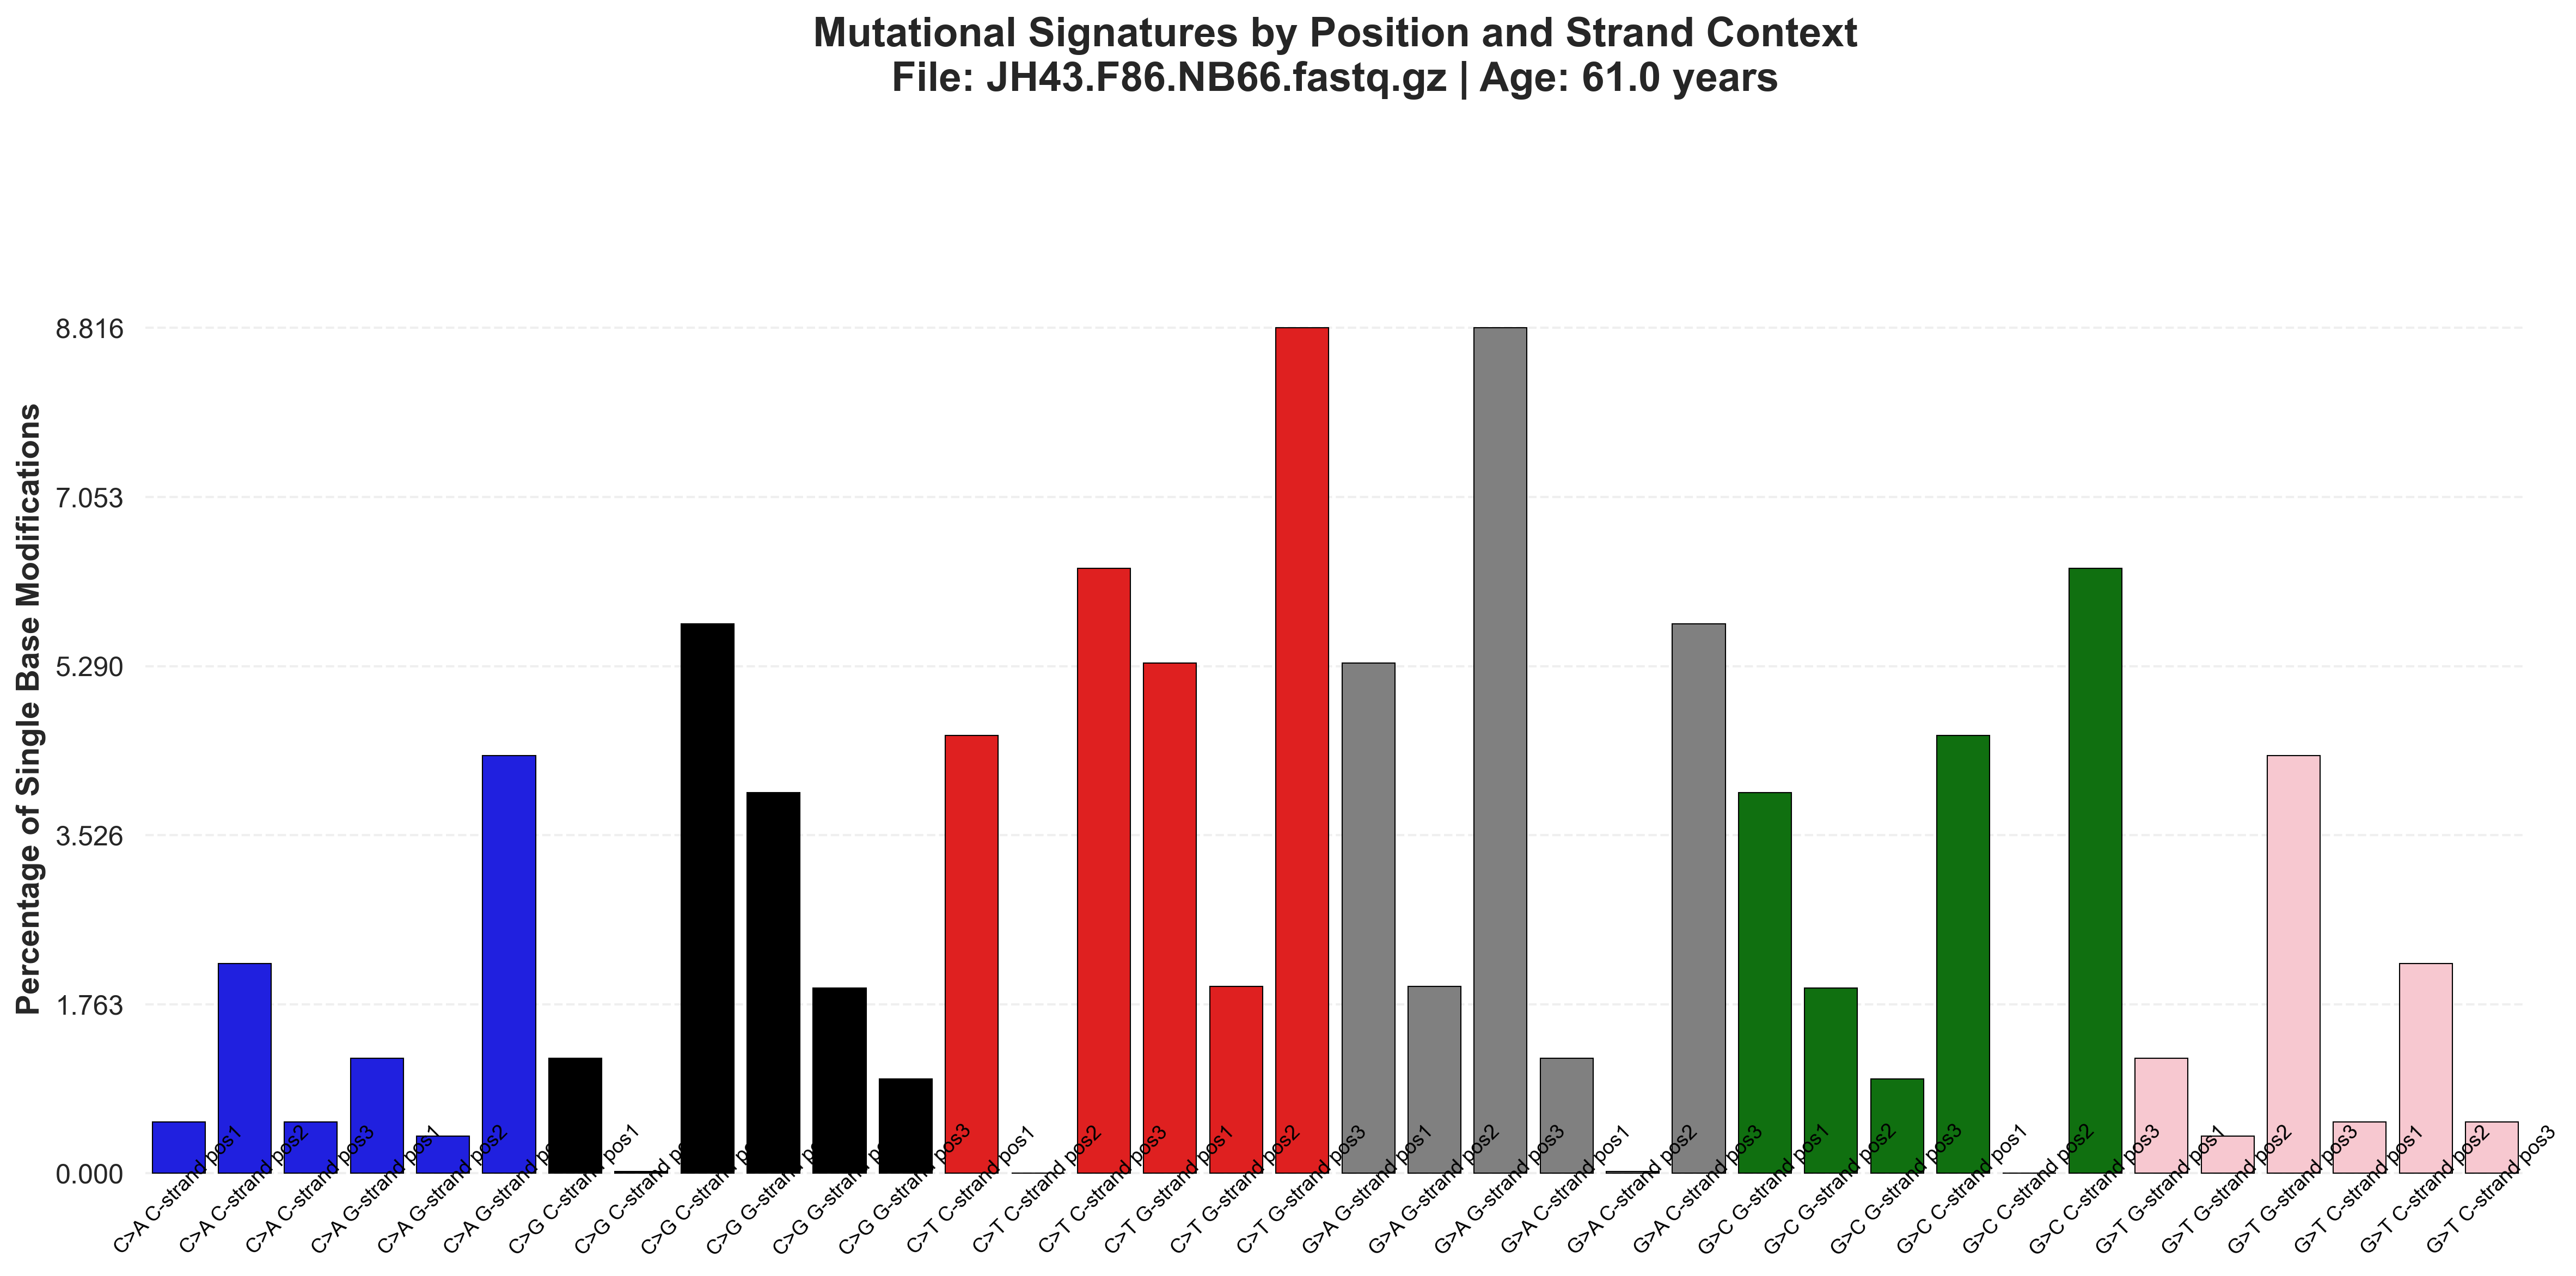 Mutational Signatures by Position and Strand Context
File: JH43.F86.NB66.fastq.gz | Age: 61.0 years
Percentage of Single Base Modifications
8.816
7.053
5.290
3.526
1.763
0.000
C>A C-strand pos1
C>A C-strand pos2
C>A C-strand pos3
C>A G-strand pos1
C>A G-strand pos2
C>A G-strand
C>G C-strand pos1
C>G C-strand
C>G C-strand
C>G G-strand
C>G G-strand
C>G G-strand pos3
C>T C-strand pos1
C>T C-strand pos2
C>T C-strand pos3
C>T G-strand pos1
C>T G-strand pos2
C>T G-strand pos3
G>A G-strand pos1
G>A G-strand pos2
G>A G-strand pos3
G>A C-strand pos1
G>A C-strand pos2
G>A C-strand pos3
G>C G-strand pos1
G>C G-strand pos2
G>C G-strand pos3
G>C C-strand pos1
G>C C-strand pos2
G>C C-strand pos3
G>T G-strand pos1
G>T G-strand pos2
G>T G-strand pos3
G>T C-strand pos1
G>T C-strand pos2
G>T C-strand pos3